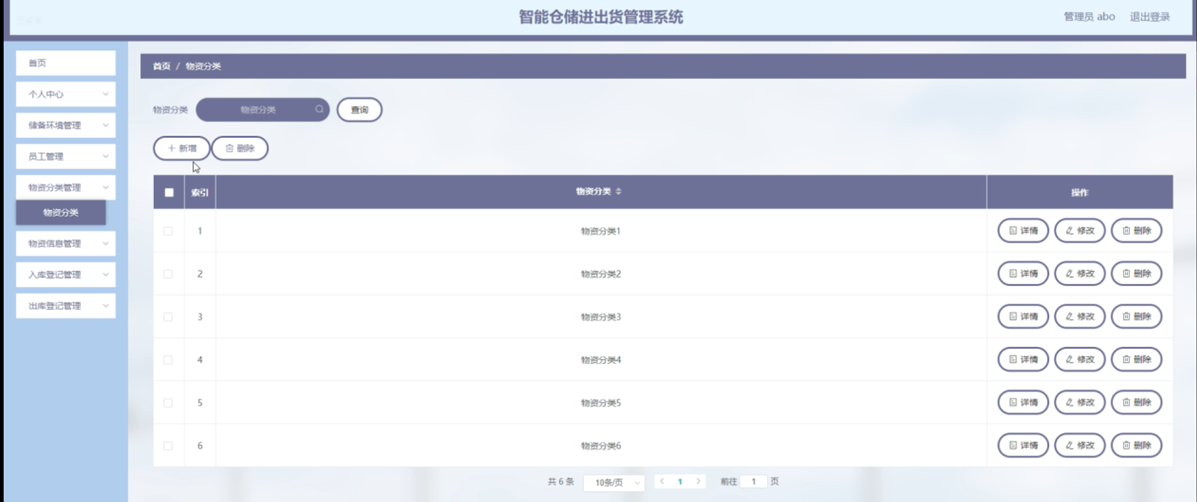 智能仓储进出货管理系统
管理员 abo 退出登录
首页
个人中心
储备环境管理
员工管理
物资分类管理
物资分类
物资信息管理
入库登记管理
出库登记管理
首页 / 物资分类
物资分类 物资分类 查询
+ 新增 删除
索引 物资分类 操作
1 物资分类1 详情 修改 删除
2 物资分类2 详情 修改 删除
3 物资分类3 详情 修改 删除
4 物资分类4 详情 修改 删除
5 物资分类5 详情 修改 删除
6 物资分类6 详情 修改 删除
共 6 条 10条/页 < 1 > 前往 1 页